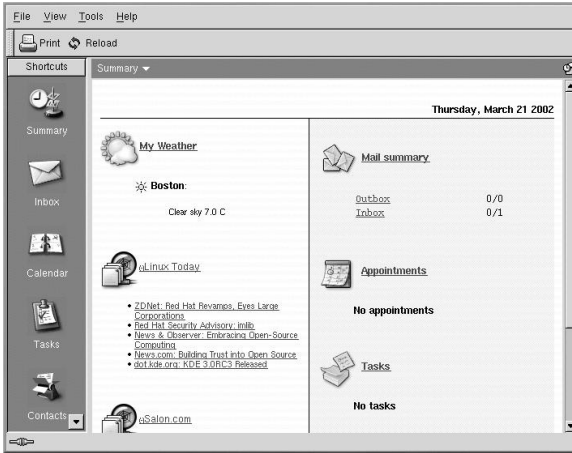 File View Tools Help
Print Reload
Shortcuts
Summary
Summary
Inbox
Calendar
Tasks
Contacts
Thursday, March 21 2002
My Weather
Boston:
Clear sky 7.0 C
Linux Today
• ZDNet: Red Hat Revamps, Eyes Large
Corporations
• Red Hat Security Advisory: imlib
• News & Observer: Embracing Open-Source
Computing
• News.com: Building Trust into Open Source
• dot.kde.org: KDE 3.0RC3 Released
Salon.com
Mail summary
Outbox 0/0
Inbox 0/1
Appointments
No appointments
Tasks
No tasks